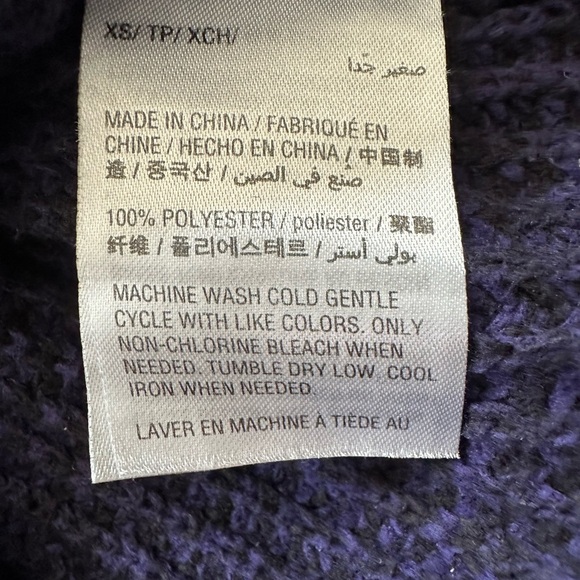 XS/ TP/ XCH/
صغير جدًا
MADE IN CHINA / FABRIQUÉ EN
CHINE / HECHO EN CHINA / 中国制
造 / 중국산 / صنع في الصين
100% POLYESTER / poliester / 聚酯
纤维 / 폴리에스테르 / بولي أستر
MACHINE WASH COLD GENTLE
CYCLE WITH LIKE COLORS. ONLY
NON-CHLORINE BLEACH WHEN
NEEDED. TUMBLE DRY LOW. COOL
IRON WHEN NEEDED.
LAVER EN MACHINE À TIÈDE AU